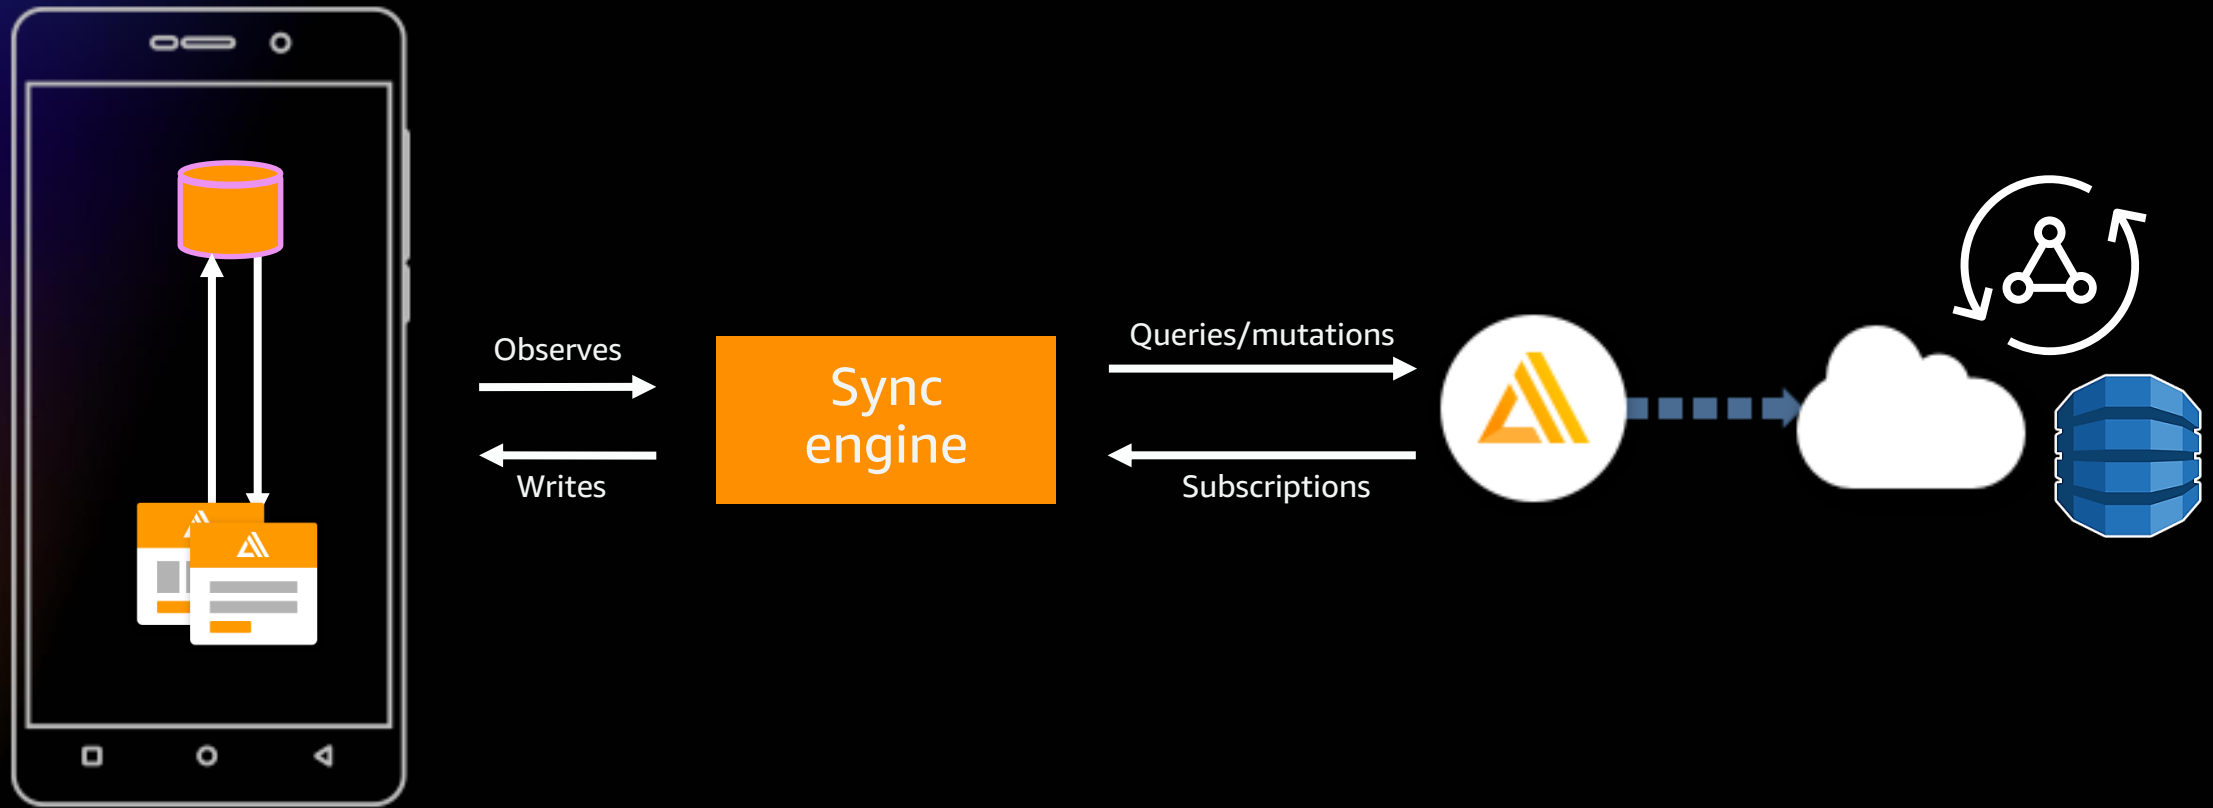 Observes
Writes
Sync
engine
Queries/mutations
Subscriptions